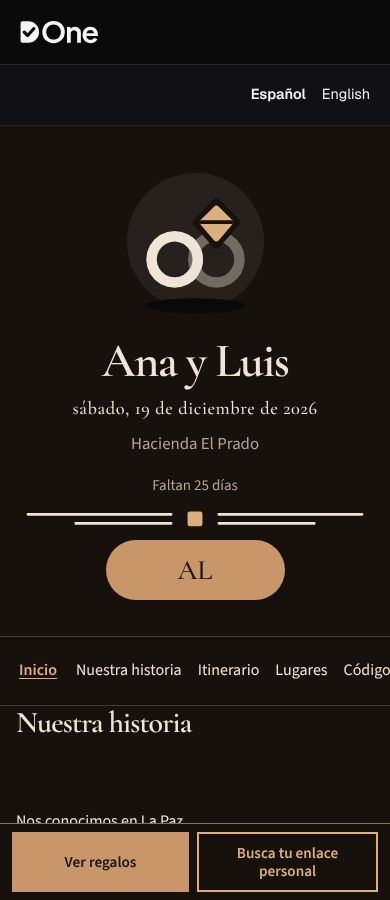 One
Español English
Ana y Luis
sábado, 19 de diciembre de 2026
Hacienda El Prado
Faltan 25 días
AL
Inicio Nuestra historia Itinerario Lugares Código
Nuestra historia
Nos conocimos en La Paz
Ver regalos
Busca tu enlace
personal